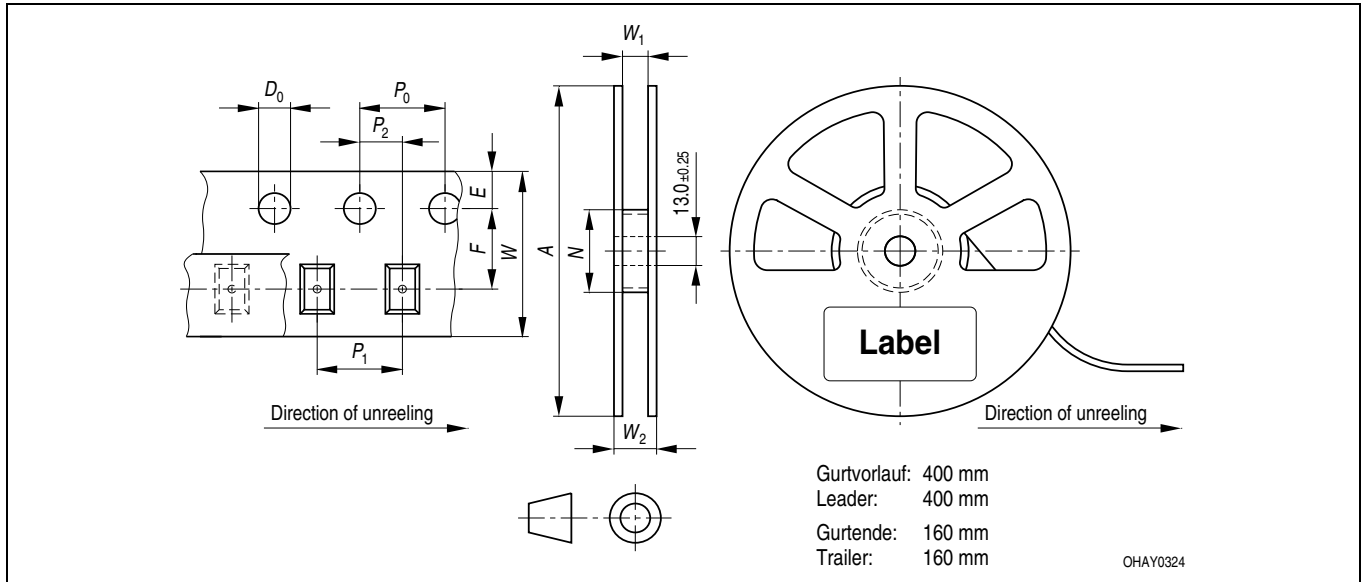 W1
D0
P0
P2
E
F
W
A
N
13.0±0.25
P1
Label
Direction of unreeling
W2
Direction of unreeling
Gurtvorlauf: 400 mm
Leader: 400 mm
Gurtende: 160 mm
Trailer: 160 mm
OHAY0324